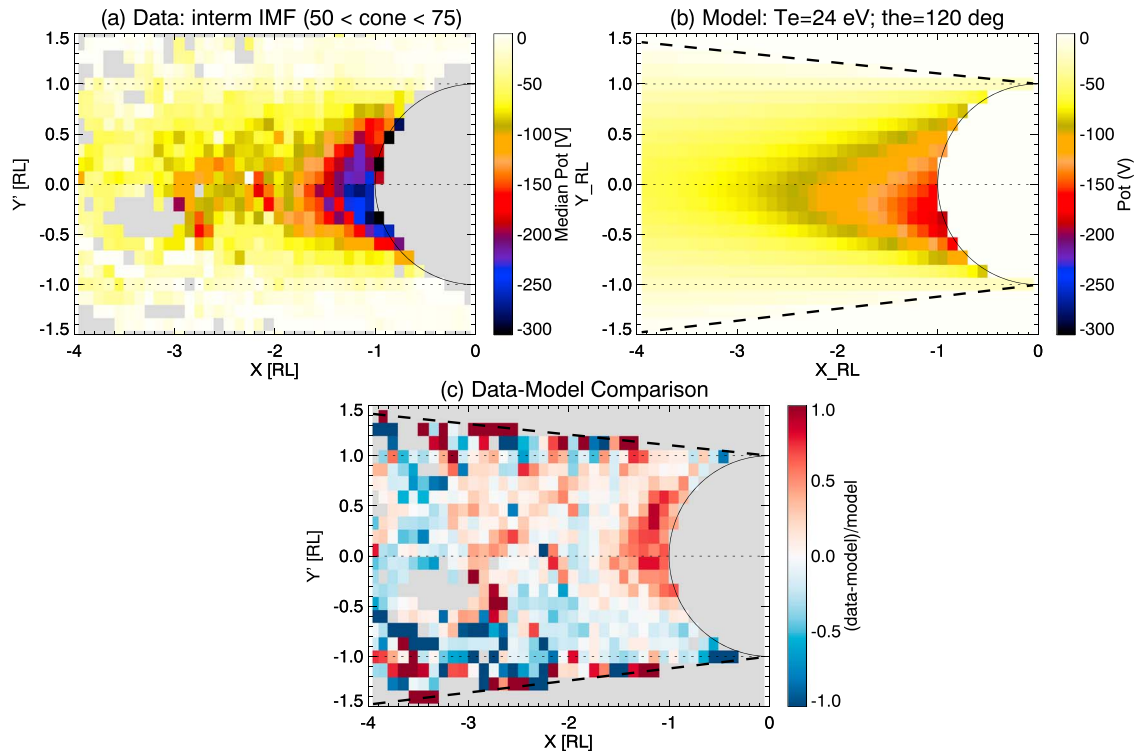 (a) Data: interm IMF (50 < cone < 75)
1.5
1.0
0.5
0.0
-0.5
-1.0
-1.5
Y' [RL]
-4 -3 -2 -1 0
X [RL]
0
-50
-100
-150
-200
-250
-300
Median Pot [V]
(b) Model: Te=24 eV; the=120 deg
1.5
1.0
0.5
0.0
-0.5
-1.0
-1.5
Y_RL
-4 -3 -2 -1 0
X_RL
0
-50
-100
-150
-200
-250
-300
Pot (V)
(c) Data-Model Comparison
1.5
1.0
0.5
0.0
-0.5
-1.0
-1.5
Y' [RL]
-4 -3 -2 -1 0
X [RL]
1.0
0.5
0.0
-0.5
-1.0
(data-model)/model